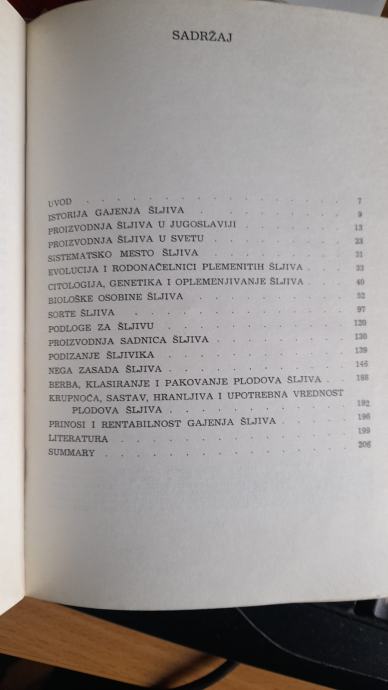 SADRŽAJ
UVOD . . . . . . . . . . . . . 7
ISTORIJA GAJENJA ŠLJIVA . . . . . . . . 9
PROIZVODNJA ŠLJIVA U JUGOSLAVIJI . . . . . 13
PROIZVODNJA ŠLJIVA U SVETU . . . . . . . 23
SISTEMATSKO MESTO ŠLJIVA . . . . . . . 31
EVOLUCIJA I RODONAČELNICI PLEMENITIH ŠLJIVA . 33
CITOLOGIJA, GENETIKA I OPLEMENJIVANJE ŠLJIVA . 40
BIOLOŠKE OSOBINE ŠLJIVA . . . . . . . . 52
SORTE ŠLJIVA . . . . . . . . . . . 97
PODLOGE ZA ŠLJIVU . . . . . . . . . 120
PROIZVODNJA SADNICA ŠLJIVA . . . . . . 130
PODIZANJE ŠLJIVIKA . . . . . . . . . 139
NEGA ZASADA ŠLJIVA . . . . . . . . . 146
BERBA, KLASIRANJE I PAKOVANJE PLODOVA ŠLJIVA . 188
KRUPNOĆA, SASTAV, HRANLJIVA I UPOTREBNA VREDNOST
PLODOVA ŠLJIVA . . . . . . . . . 192
PRINOSI I RENTABILNOST GAJENJA ŠLJIVA . . . 196
LITERATURA . . . . . . . . . . . 199
SUMMARY . . . . . . . . . . . . 206